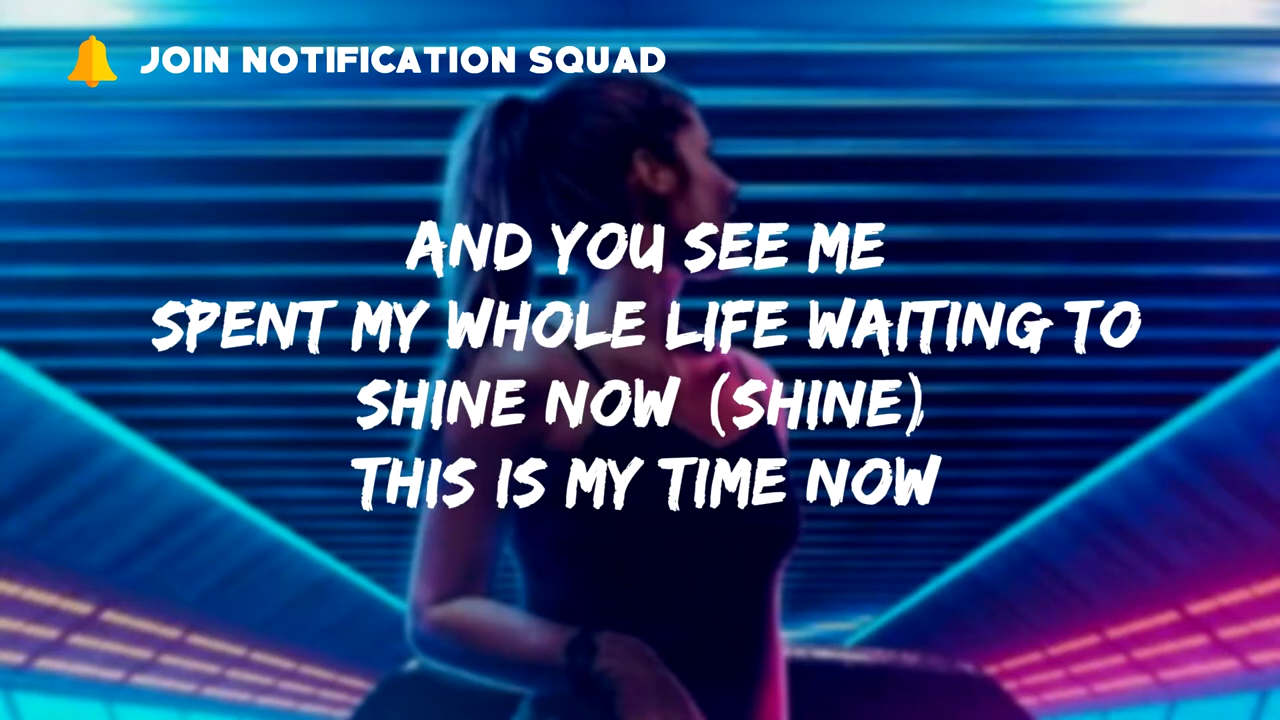 JOIN NOTIFICATION SQUAD
AND YOU SEE ME
SPENT MY WHOLE LIFE WAITING TO
SHINE NOW (SHINE)
THIS IS MY TIME NOW